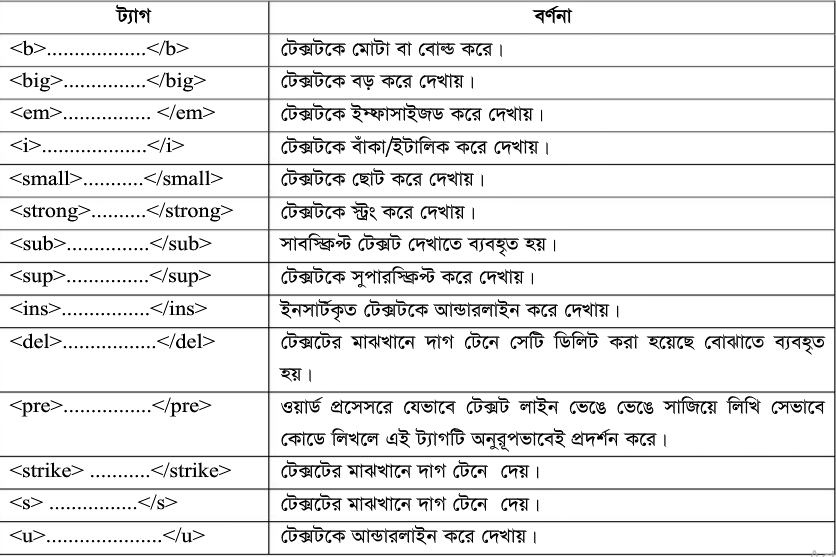 ট্যাগ বর্ণনা
<b>..................</b> টেক্সটকে মোটা বা বোল্ড করে।
<big>...............</big> টেক্সটকে বড় করে দেখায়।
<em>................ </em> টেক্সটকে ইম্ফাসাইজড করে দেখায়।
<i>...................</i> টেক্সটকে বাঁকা/ইটালিক করে দেখায়।
<small>...........</small> টেক্সটকে ছোট করে দেখায়।
<strong>..........</strong> টেক্সটকে স্ট্রং করে দেখায়।
<sub>...............</sub> সাবস্ক্রিপ্ট টেক্সট দেখাতে ব্যবহৃত হয়।
<sup>...............</sup> টেক্সটকে সুপারস্ক্রিপ্ট করে দেখায়।
<ins>................</ins> ইনসার্টকৃত টেক্সটকে আন্ডারলাইন করে দেখায়।
<del>.................</del> টেক্সটের মাঝখানে দাগ টেনে সেটি ডিলিট করা হয়েছে বোঝাতে ব্যবহৃত
হয়।
<pre>................</pre> ওয়ার্ড প্রসেসরে যেভাবে টেক্সট লাইন ভেঙে ভেঙে সাজিয়ে লিখি সেভাবে
কোডে লিখলে এই ট্যাগটি অনুরূপভাবেই প্রদর্শন করে।
<strike> ...........</strike> টেক্সটের মাঝখানে দাগ টেনে দেয়।
<s> ................</s> টেক্সটের মাঝখানে দাগ টেনে দেয়।
<u>.....................</u> টেক্সটকে আন্ডারলাইন করে দেখায়।